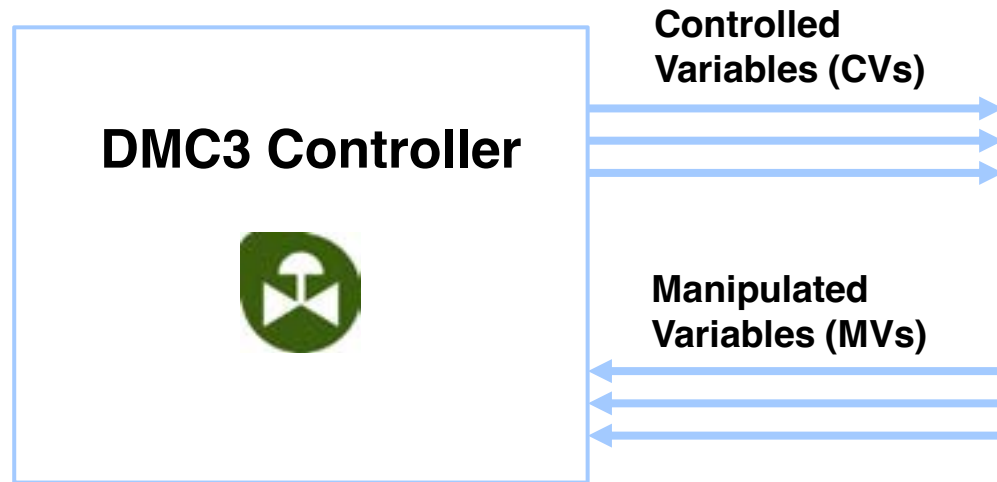 Controlled
Variables (CVs)
DMC3 Controller
Manipulated
Variables (MVs)